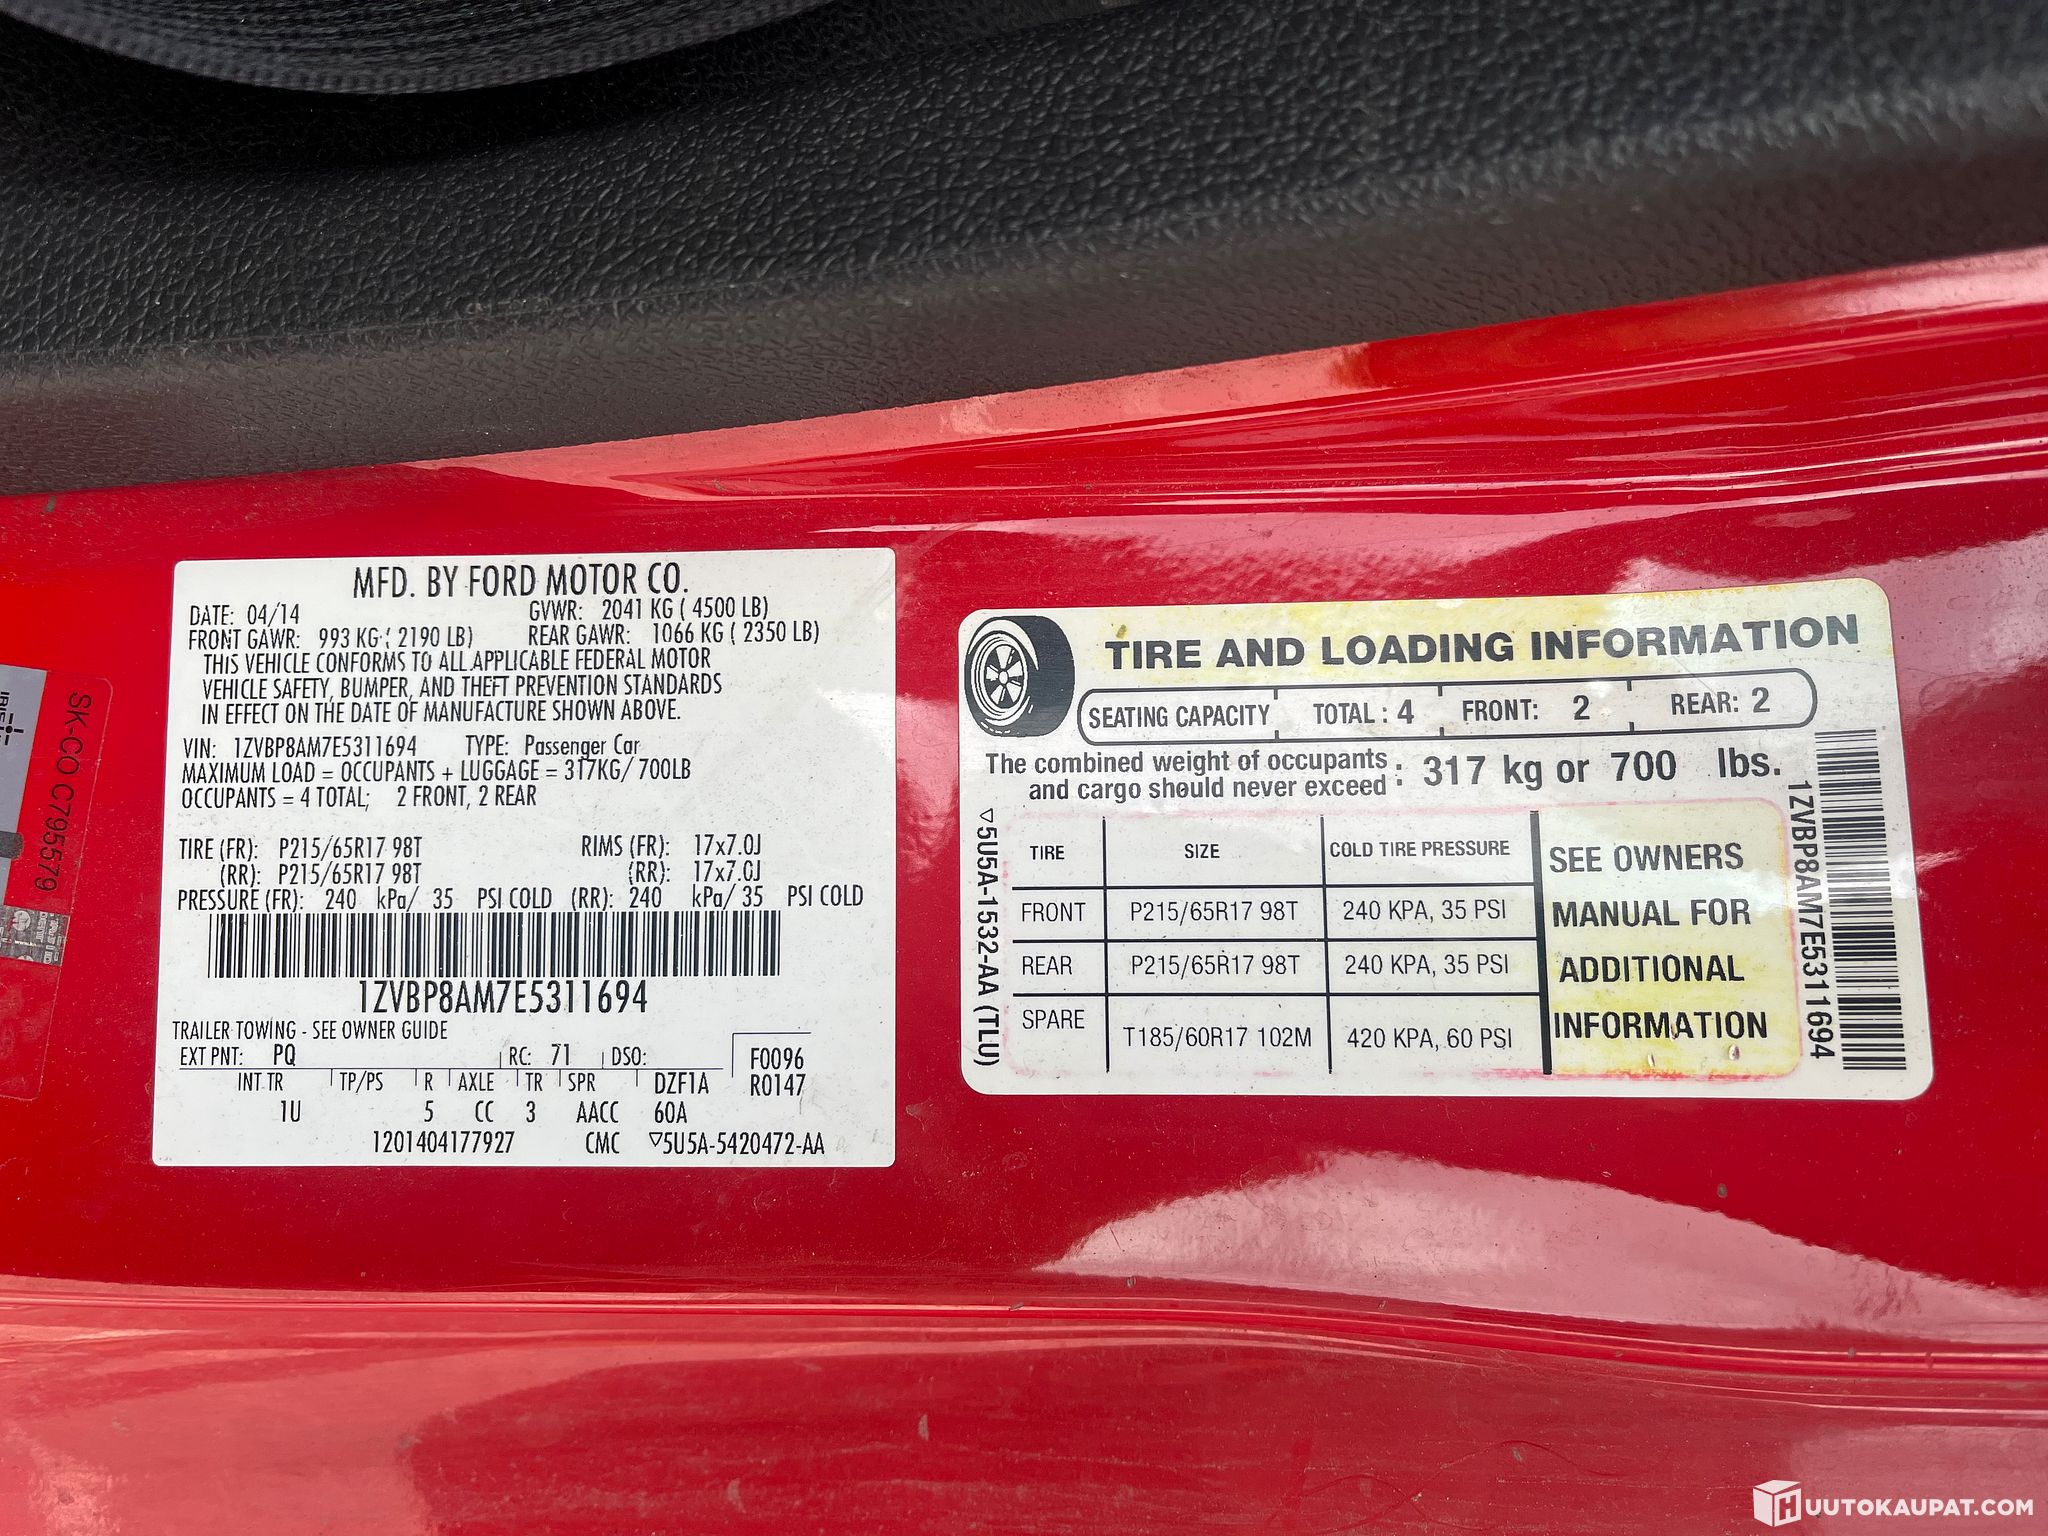 MFD. BY FORD MOTOR CO.
DATE: 04/14 GVWR: 2041 KG ( 4500 LB)
FRONT GAWR: 993 KG ( 2190 LB) REAR GAWR: 1066 KG ( 2350 LB)
THIS VEHICLE CONFORMS TO ALL APPLICABLE FEDERAL MOTOR
VEHICLE SAFETY, BUMPER, AND THEFT PREVENTION STANDARDS
IN EFFECT ON THE DATE OF MANUFACTURE SHOWN ABOVE.
VIN: 1ZVBP8AM7E5311694 TYPE: Passenger Car
MAXIMUM LOAD = OCCUPANTS + LUGGAGE = 317KG/ 700LB
OCCUPANTS = 4 TOTAL; 2 FRONT, 2 REAR
TIRE (FR): P215/65R17 98T RIMS (FR): 17x7.0J
(RR): P215/65R17 98T (RR): 17x7.0J
PRESSURE (FR): 240 kPa/ 35 PSI COLD (RR): 240 kPa/ 35 PSI COLD
1ZVBP8AM7E5311694
TRAILER TOWING - SEE OWNER GUIDE
EXT PNT: PQ RC: 71 DSO: F0096
R0147
INT TR TP/PS R AXLE TR SPR DZF1A
1U 5 CC 3 AACC 60A
1201404177927 CMC ▽5U5A-5420472-AA
SK-CO C795579
TIRE AND LOADING INFORMATION
SEATING CAPACITY TOTAL : 4 FRONT: 2 REAR: 2
The combined weight of occupants
and cargo should never exceed : 317 kg or 700 lbs.
TIRE SIZE COLD TIRE PRESSURE
FRONT P215/65R17 98T 240 KPA, 35 PSI
REAR P215/65R17 98T 240 KPA, 35 PSI
SPARE T185/60R17 102M 420 KPA, 60 PSI
SEE OWNERS
MANUAL FOR
ADDITIONAL
INFORMATION
▽5U5A-1532-AA (TLU)
1ZVBP8AM7E5311694
HUUTOKAUPAT.COM